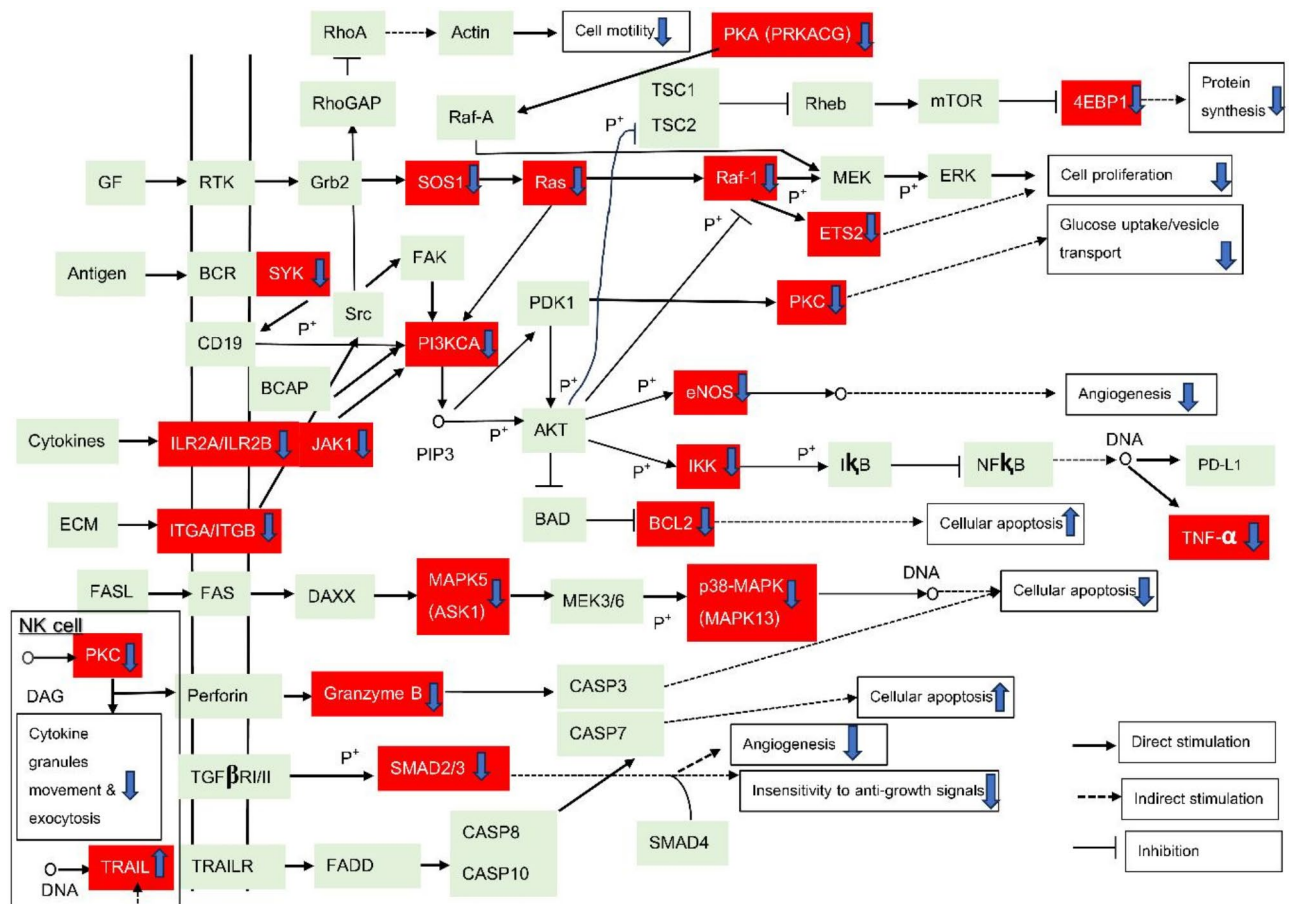 RhoA
Actin
Cell motility
PKA (PRKACG)
RhoGAP
Raf-A
P⁺
TSC1
TSC2
Rheb
mTOR
4EBP1
Protein
synthesis
GF
RTK
Grb2
SOS1
Ras
Raf-1
P⁺
MEK
P⁺
ERK
Cell proliferation
P⁺
ETS2
Glucose uptake/vesicle
transport
Antigen
BCR
SYK
FAK
P⁺
Src
PDK1
PKC
CD19
PI3KCA
BCAP
P⁺
P⁺
eNOS
Angiogenesis
Cytokines
ILR2A/ILR2B
JAK1
PIP3
P⁺
AKT
P⁺
IKK
P⁺
IƙB
NFƙB
DNA
PD-L1
ECM
ITGA/ITGB
BAD
BCL2
Cellular apoptosis
TNF-α
FASL
FAS
DAXX
MAPK5
(ASK1)
MEK3/6
P⁺
p38-MAPK
(MAPK13)
DNA
Cellular apoptosis
NK cell
PKC
DAG
Perforin
Granzyme B
CASP3
CASP7
Cellular apoptosis
Cytokine
granules
movement &
exocytosis
TGFβRI/II
P⁺
SMAD2/3
Angiogenesis
Insensitivity to anti-growth signals
SMAD4
TRAIL
DNA
TRAILR
FADD
CASP8
CASP10
Direct stimulation
Indirect stimulation
Inhibition